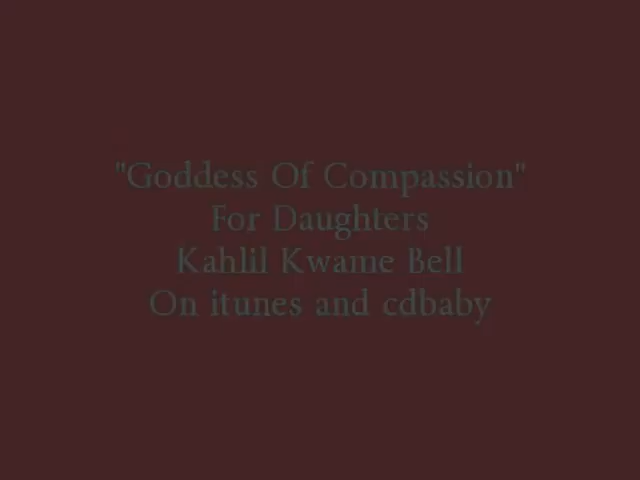 "Goddess Of Compassion"
For Daughters
Kahlil Kwame Bell
On itunes and cdbaby